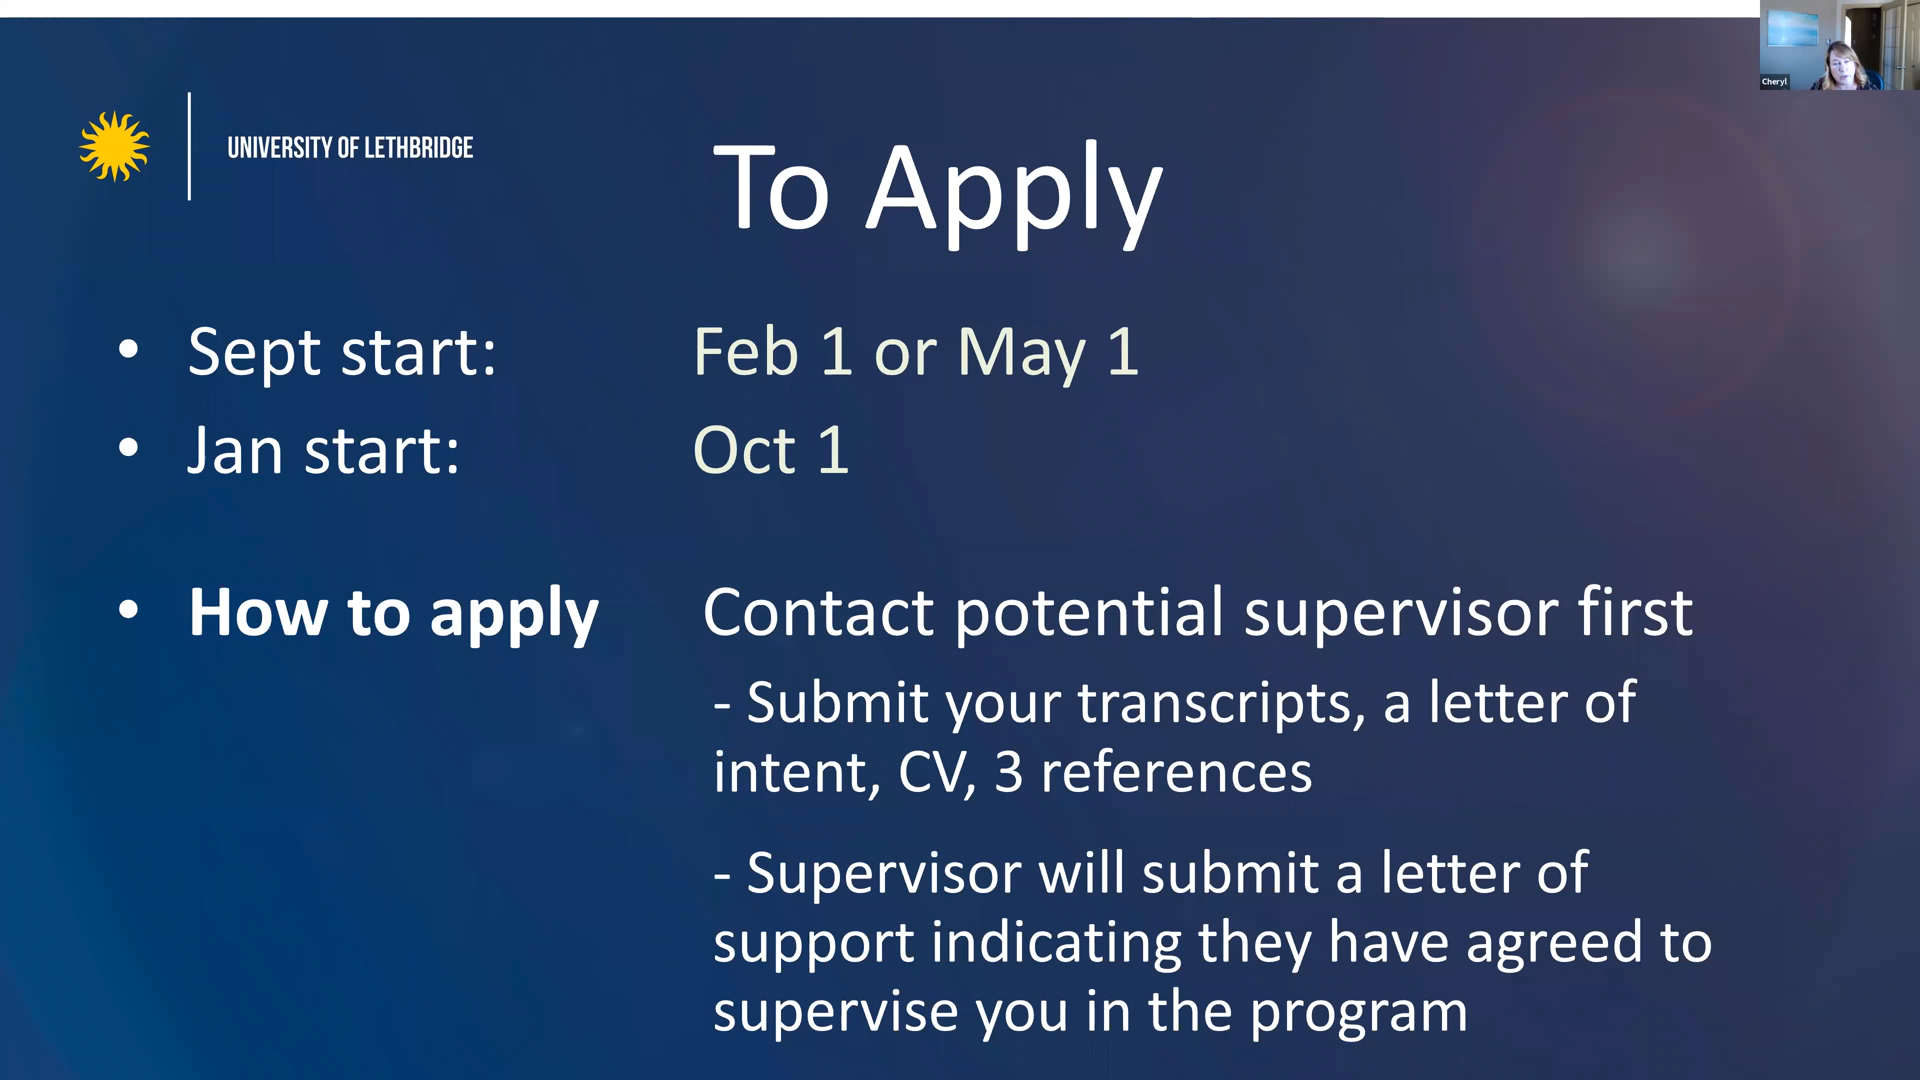 Cheryl
UNIVERSITY OF LETHBRIDGE
To Apply
• Sept start: Feb 1 or May 1
• Jan start: Oct 1
• How to apply Contact potential supervisor first
- Submit your transcripts, a letter of
intent, CV, 3 references
- Supervisor will submit a letter of
support indicating they have agreed to
supervise you in the program